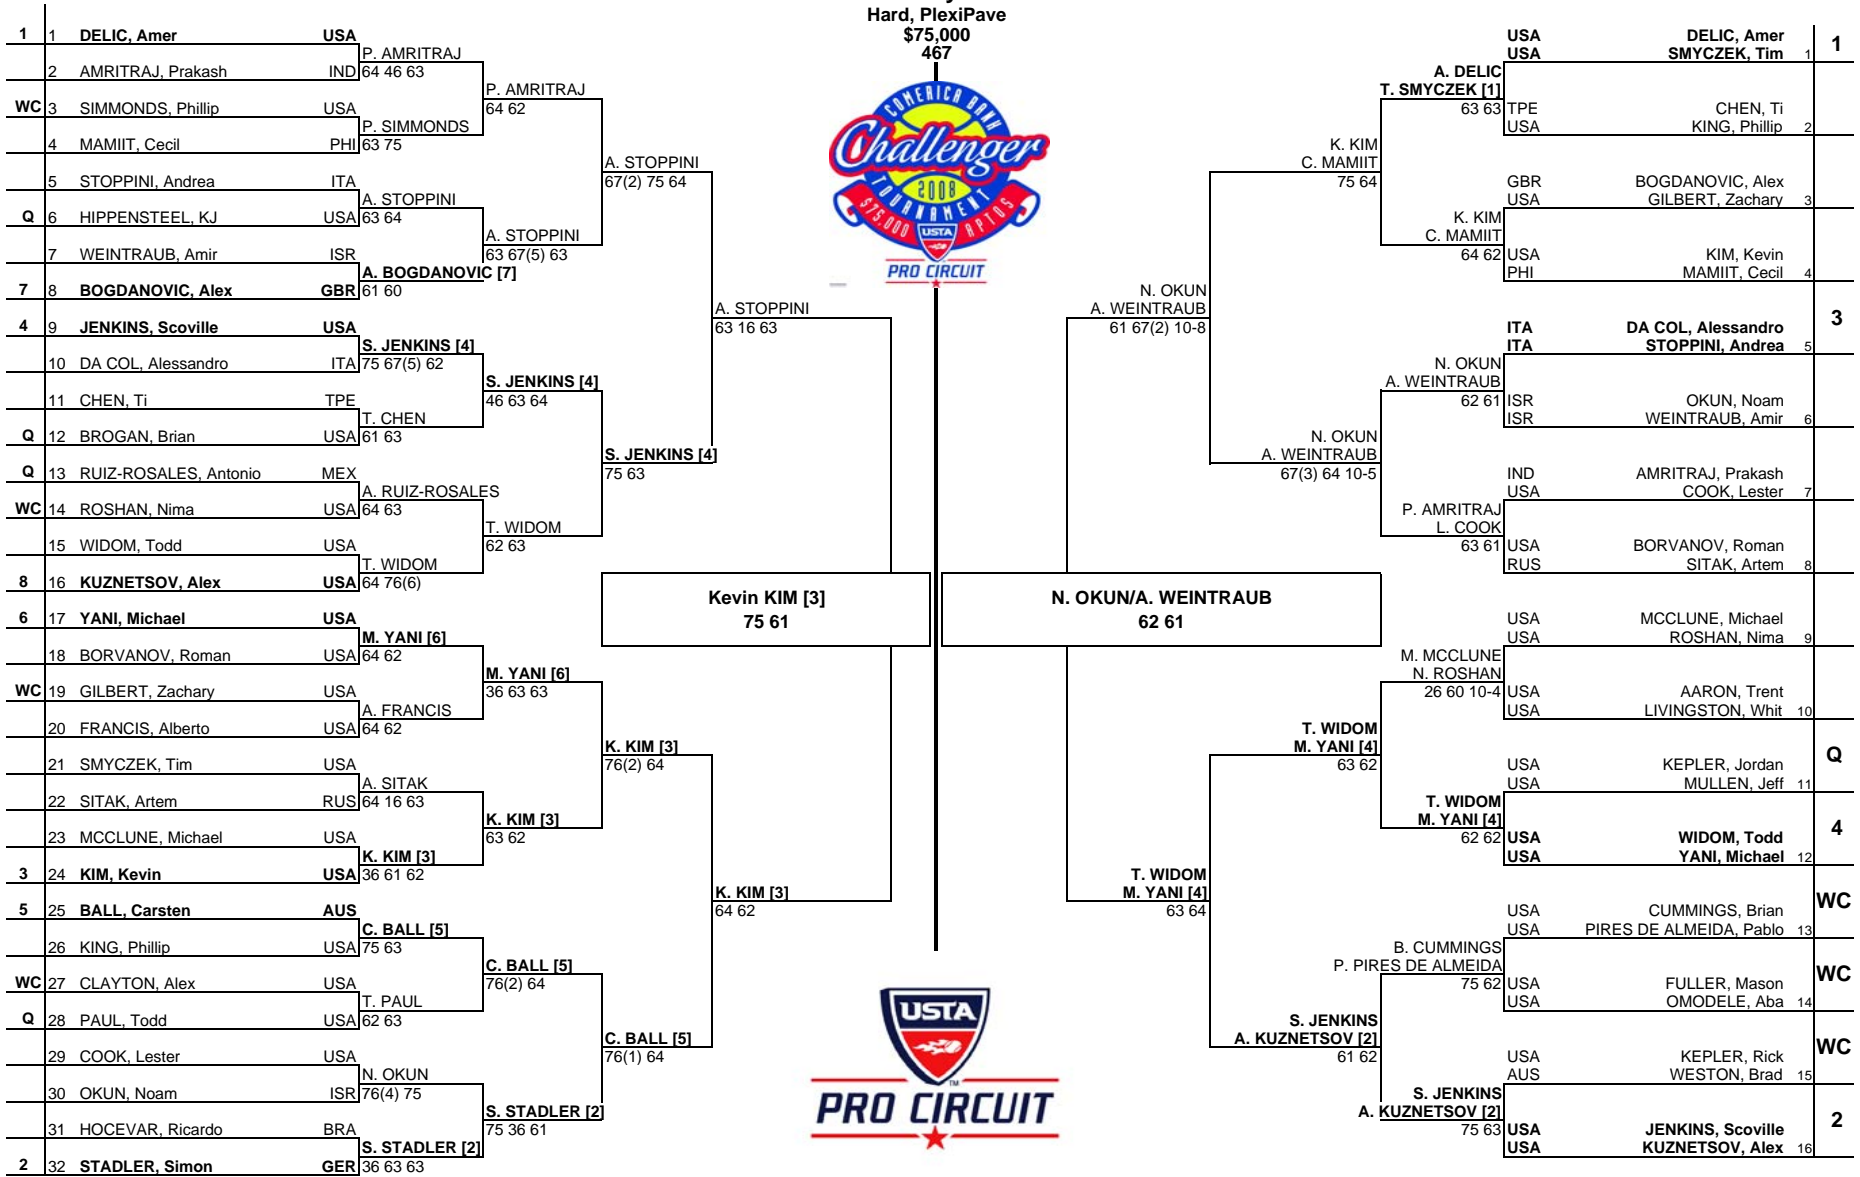 Hard, PlexiPave
$75,000
467
COMERICA BANK
Challenger
2008
TOURNAMENT
$75,000 APTOS
USTA
PRO CIRCUIT
1 1 DELIC, Amer USA
P. AMRITRAJ
2 AMRITRAJ, Prakash IND 64 46 63
P. AMRITRAJ
WC 3 SIMMONDS, Phillip USA 64 62
P. SIMMONDS
4 MAMIIT, Cecil PHI 63 75
A. STOPPINI
5 STOPPINI, Andrea ITA 67(2) 75 64
A. STOPPINI
Q 6 HIPPENSTEEL, KJ USA 63 64
A. STOPPINI
7 WEINTRAUB, Amir ISR 63 67(5) 63
A. BOGDANOVIC [7]
7 8 BOGDANOVIC, Alex GBR 61 60
A. STOPPINI
4 9 JENKINS, Scoville USA 63 16 63
S. JENKINS [4]
10 DA COL, Alessandro ITA 75 67(5) 62
S. JENKINS [4]
11 CHEN, Ti TPE 46 63 64
T. CHEN
Q 12 BROGAN, Brian USA 61 63
S. JENKINS [4]
Q 13 RUIZ-ROSALES, Antonio MEX 75 63
A. RUIZ-ROSALES
WC 14 ROSHAN, Nima USA 64 63
T. WIDOM
15 WIDOM, Todd USA 62 63
T. WIDOM
8 16 KUZNETSOV, Alex USA 64 76(6)
Kevin KIM [3]
75 61
6 17 YANI, Michael USA
M. YANI [6]
18 BORVANOV, Roman USA 64 62
M. YANI [6]
WC 19 GILBERT, Zachary USA 36 63 63
A. FRANCIS
20 FRANCIS, Alberto USA 64 62
K. KIM [3]
21 SMYCZEK, Tim USA 76(2) 64
A. SITAK
22 SITAK, Artem RUS 64 16 63
K. KIM [3]
23 MCCLUNE, Michael USA 63 62
K. KIM [3]
3 24 KIM, Kevin USA 36 61 62
K. KIM [3]
5 25 BALL, Carsten AUS 64 62
C. BALL [5]
26 KING, Phillip USA 75 63
C. BALL [5]
WC 27 CLAYTON, Alex USA 76(2) 64
T. PAUL
Q 28 PAUL, Todd USA 62 63
C. BALL [5]
29 COOK, Lester USA 76(1) 64
N. OKUN
30 OKUN, Noam ISR 76(4) 75
S. STADLER [2]
31 HOCEVAR, Ricardo BRA 75 36 61
S. STADLER [2]
2 32 STADLER, Simon GER 36 63 63
USA DELIC, Amer 1
USA SMYCZEK, Tim 1
A. DELIC
T. SMYCZEK [1]
63 63 TPE CHEN, Ti
USA KING, Phillip 2
K. KIM
C. MAMIIT
75 64
GBR BOGDANOVIC, Alex
USA GILBERT, Zachary 3
K. KIM
C. MAMIIT
64 62 USA KIM, Kevin
PHI MAMIIT, Cecil 4
N. OKUN
A. WEINTRAUB
61 67(2) 10-8
ITA DA COL, Alessandro 3
ITA STOPPINI, Andrea 5
N. OKUN
A. WEINTRAUB
62 61 ISR OKUN, Noam
ISR WEINTRAUB, Amir 6
N. OKUN
A. WEINTRAUB
67(3) 64 10-5
IND AMRITRAJ, Prakash
USA COOK, Lester 7
P. AMRITRAJ
L. COOK
63 61 USA BORVANOV, Roman
RUS SITAK, Artem 8
N. OKUN/A. WEINTRAUB
62 61
USA MCCLUNE, Michael
USA ROSHAN, Nima 9
M. MCCLUNE
N. ROSHAN
26 60 10-4 USA AARON, Trent
USA LIVINGSTON, Whit 10
T. WIDOM
M. YANI [4]
63 62
USA KEPLER, Jordan Q
USA MULLEN, Jeff 11
T. WIDOM
M. YANI [4]
62 62 USA WIDOM, Todd 4
USA YANI, Michael 12
T. WIDOM
M. YANI [4]
63 64
USA CUMMINGS, Brian WC
USA PIRES DE ALMEIDA, Pablo 13
B. CUMMINGS
P. PIRES DE ALMEIDA
75 62 USA FULLER, Mason WC
USA OMODELE, Aba 14
S. JENKINS
A. KUZNETSOV [2]
61 62
USA KEPLER, Rick WC
AUS WESTON, Brad 15
S. JENKINS
A. KUZNETSOV [2]
75 63 USA JENKINS, Scoville 2
USA KUZNETSOV, Alex 16
USTA
TM
PRO CIRCUIT